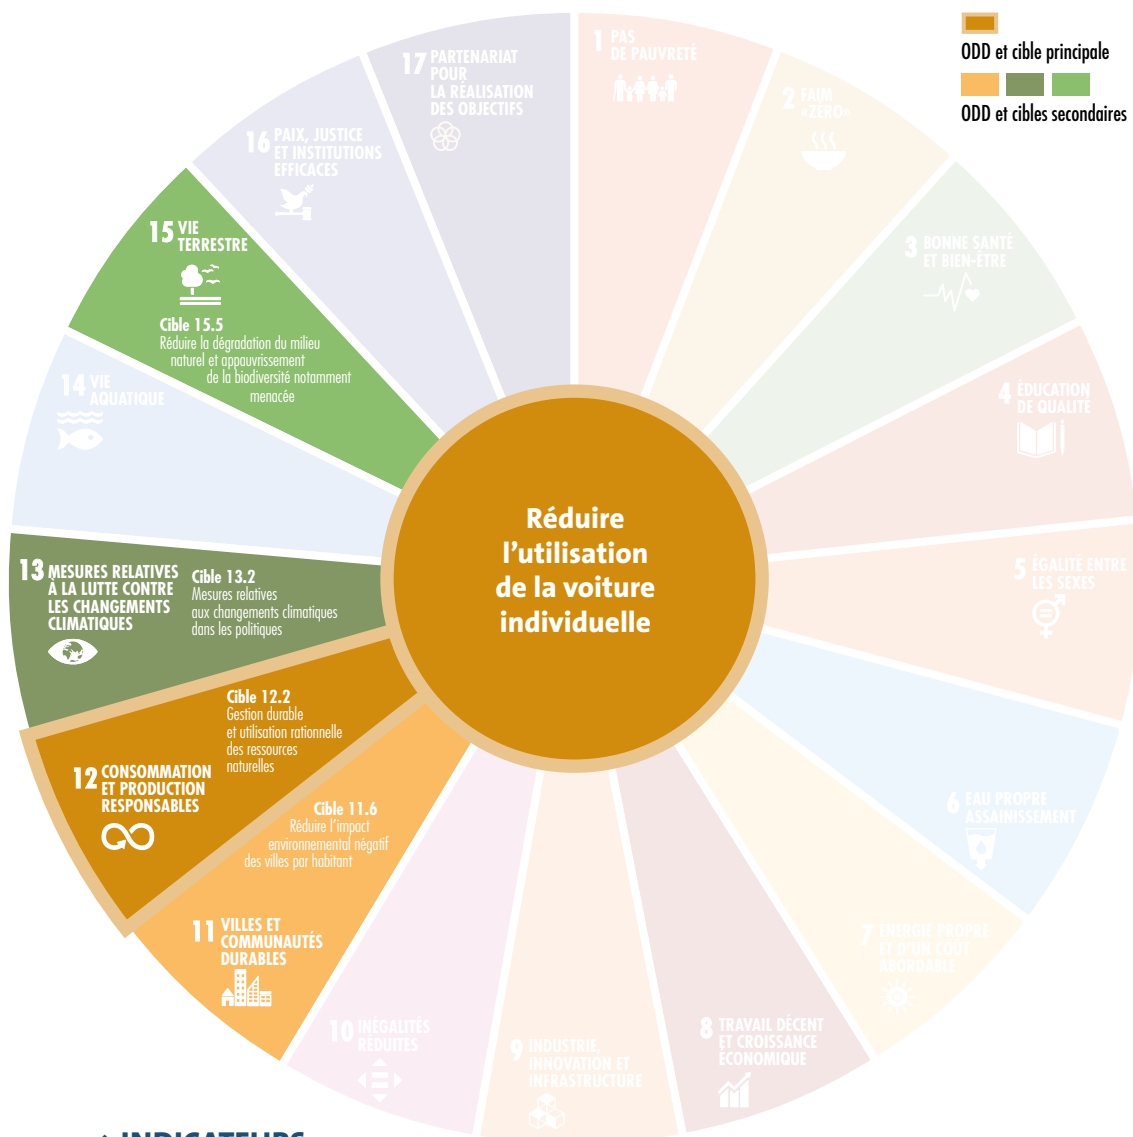 1 PAS
DE PAUVRETÉ
2 FAIM
«ZÉRO»
3 BONNE SANTÉ
ET BIEN-ÊTRE
4 ÉDUCATION
DE QUALITÉ
5 ÉGALITÉ ENTRE
LES SEXES
6 EAU PROPRE
ASSAINISSEMENT
7 ÉNERGIE PROPRE
ET D'UN COÛT
ABORDABLE
8 TRAVAIL DÉCENT
ET CROISSANCE
ÉCONOMIQUE
9 INDUSTRIE,
INNOVATION ET
INFRASTRUCTURE
10 INÉGALITÉS
RÉDUITES
11 VILLES ET
COMMUNAUTÉS
DURABLES
Cible 11.6
Réduire l'impact
environnemental négatif
des villes par habitant
12 CONSOMMATION
ET PRODUCTION
RESPONSABLES
Cible 12.2
Gestion durable
et utilisation rationnelle
des ressources
naturelles
13 MESURES RELATIVES
À LA LUTTE CONTRE
LES CHANGEMENTS
CLIMATIQUES
Cible 13.2
Mesures relatives
aux changements climatiques
dans les politiques
14 VIE
AQUATIQUE
15 VIE
TERRESTRE
Cible 15.5
Réduire la dégradation du milieu
naturel et appauvrissement
de la biodiversité notamment
menacée
16 PAIX, JUSTICE
ET INSTITUTIONS
EFFICACES
17 PARTENARIAT
POUR
LA RÉALISATION
DES OBJECTIFS
Réduire
l'utilisation
de la voiture
individuelle
ODD et cible principale
ODD et cibles secondaires
INDICATEURS